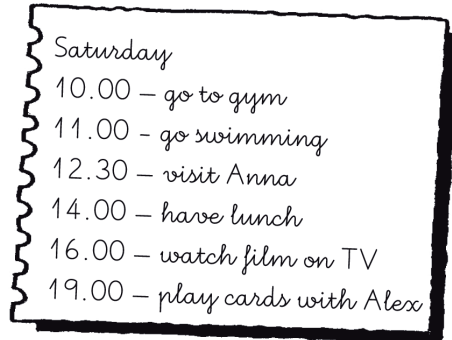 Saturday
10.00 – go to gym
11.00 - go swimming
12.30 – visit Anna
14.00 – have lunch
16.00 – watch film on TV
19.00 – play cards with Alex